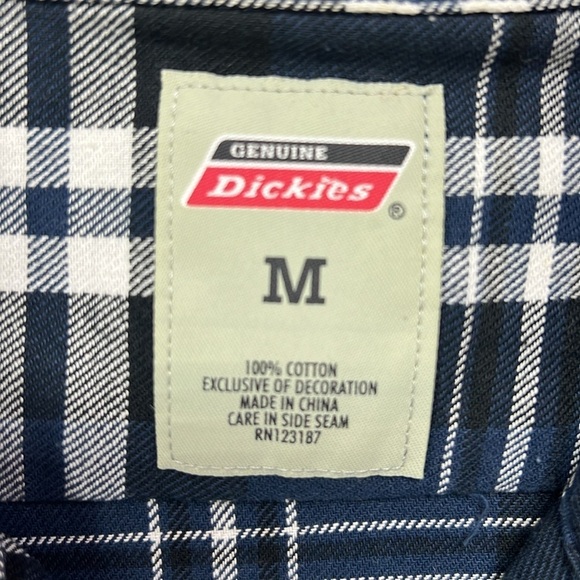 GENUINE
Dickies®
M
100% COTTON
EXCLUSIVE OF DECORATION
MADE IN CHINA
CARE IN SIDE SEAM
RN123187